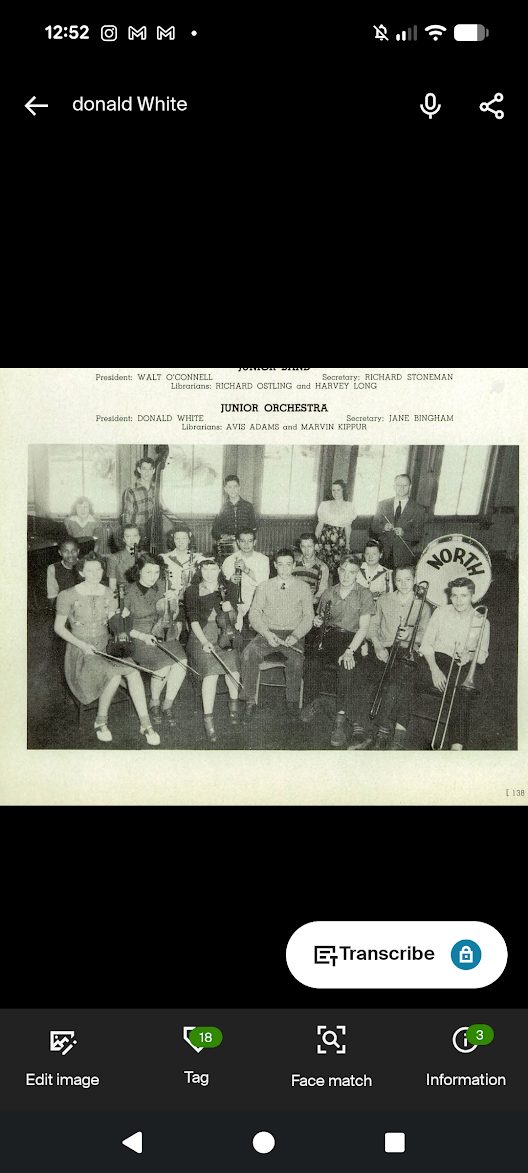 12:52
donald White
JUNIOR BAND
President: WALT O'CONNELL Secretary: RICHARD STONEMAN
Librarians: RICHARD OSTLING and HARVEY LONG
JUNIOR ORCHESTRA
President: DONALD WHITE Secretary: JANE BINGHAM
Librarians: AVIS ADAMS and MARVIN KIPPUR
NORTH
[ 138
Transcribe
18
3
Edit image Tag Face match Information